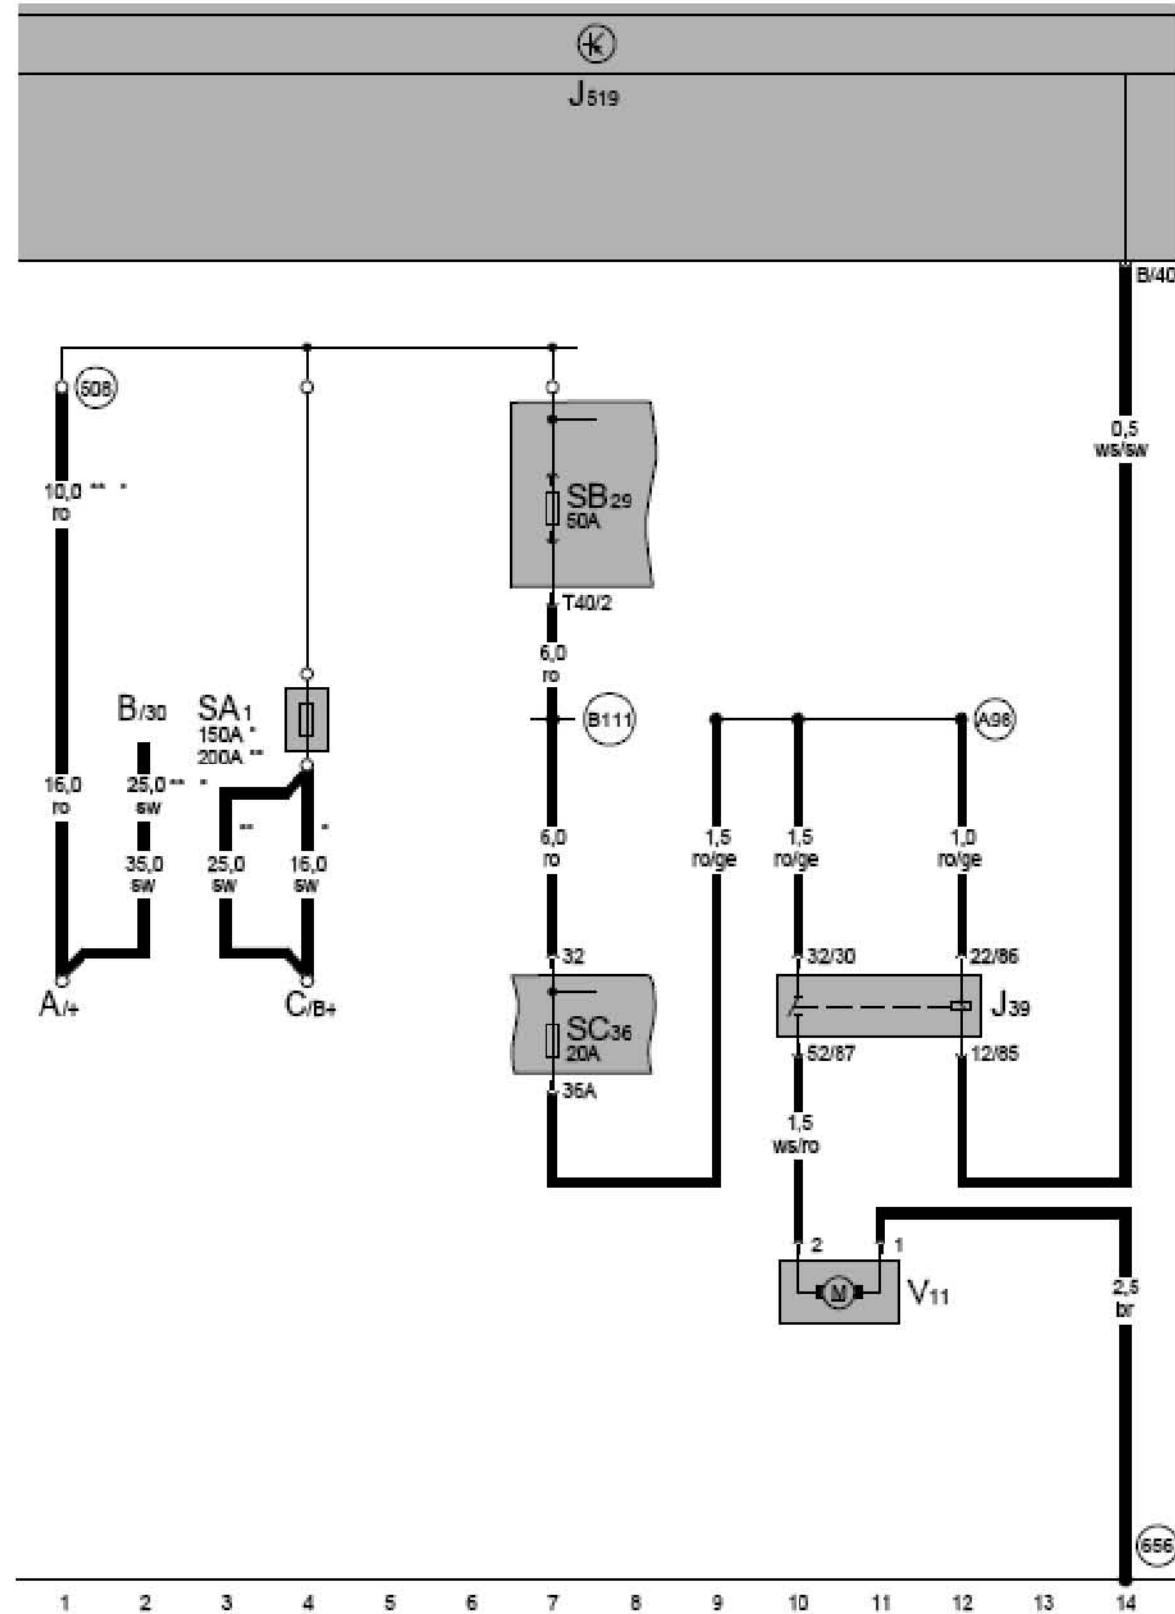 J519
B/40
508
0,5
ws/sw
10,0 ** *
ro
SB29
50A
T40/2
6,0
ro
B/30
SA1
150A *
200A **
B111
A98
16,0
ro
25,0 ** *
sw
** *
35,0
sw
25,0
sw
16,0
sw
6,0
ro
1,5
ro/ge
1,5
ro/ge
1,0
ro/ge
32
32/30
22/86
A/+
C/B+
SC36
20A
J39
36A
52/87
12/85
1,5
ws/ro
2
1
M
V11
2,5
br
656
1 2 3 4 5 6 7 8 9 10 11 12 13 14